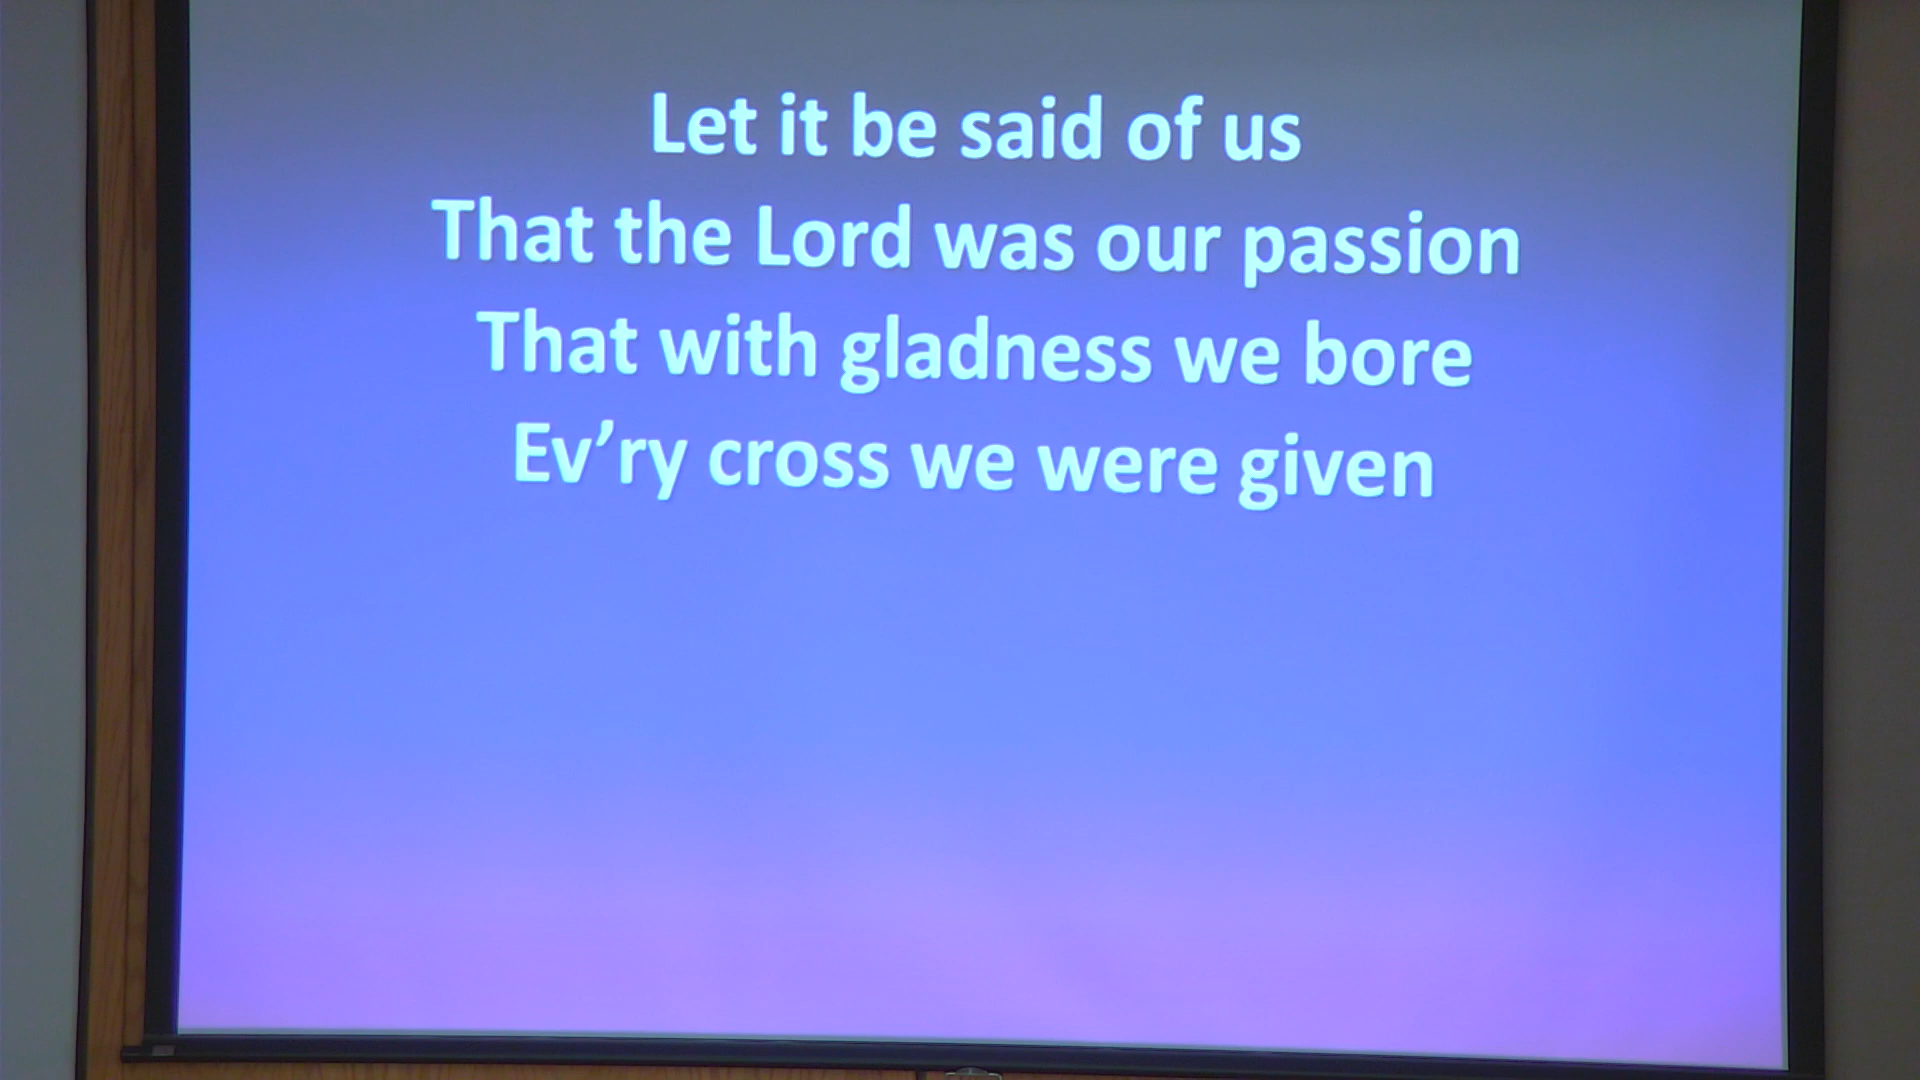 Let it be said of us
That the Lord was our passion
That with gladness we bore
Ev’ry cross we were given